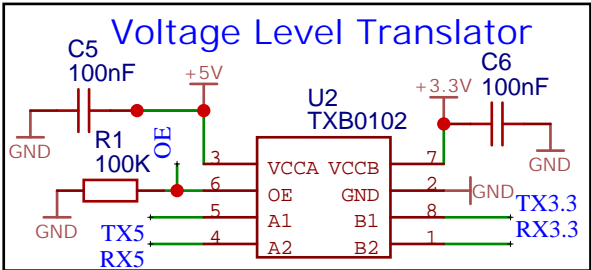 Voltage Level Translator
C5
100nF
+5V
GND
R1
100K
GND
OE
U2
TXB0102
+3.3V
C6
100nF
GND
3 VCCA VCCB 7
6 OE GND 2 GND
5 A1 B1 8
4 A2 B2 1
TX5
RX5
TX3.3
RX3.3